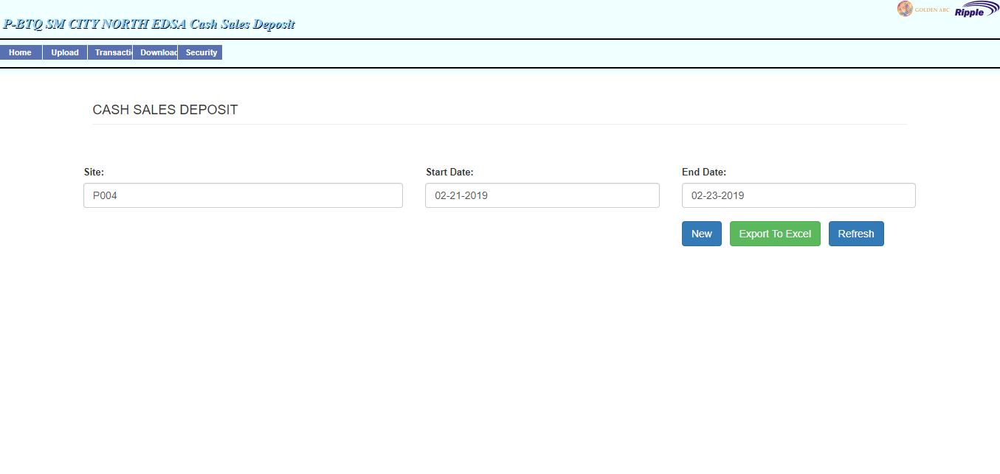 P-BTQ SM CITY NORTH EDSA Cash Sales Deposit
GOLDEN ABC
Ripple
Home Upload Transacti Download Security
CASH SALES DEPOSIT
Site: Start Date: End Date:
P004 02-21-2019 02-23-2019
New Export To Excel Refresh